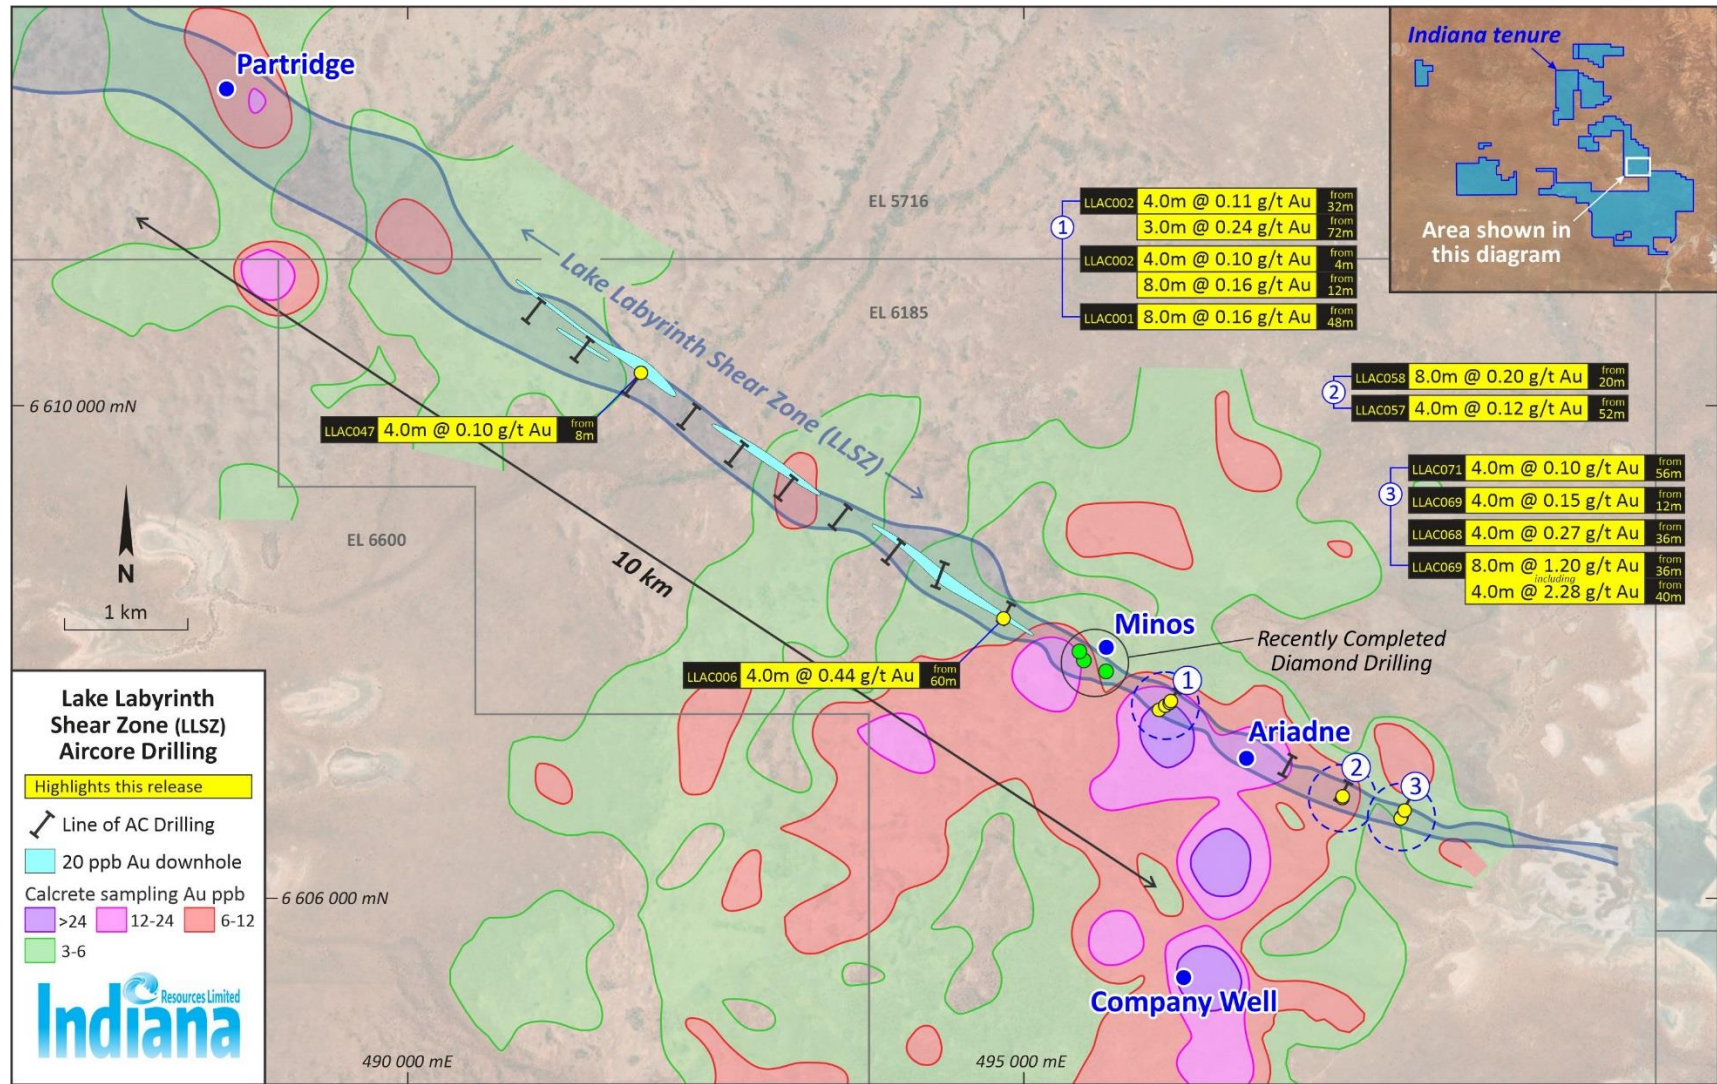 Partridge
Indiana tenure
Area shown in
this diagram
EL 5716
EL 6185
EL 6600
Lake Labyrinth Shear Zone (LLSZ)
1
LLAC002 4.0m @ 0.11 g/t Au from 32m
3.0m @ 0.24 g/t Au from 72m
LLAC002 4.0m @ 0.10 g/t Au from 4m
8.0m @ 0.16 g/t Au from 12m
LLAC001 8.0m @ 0.16 g/t Au from 48m
2
LLAC058 8.0m @ 0.20 g/t Au from 20m
LLAC057 4.0m @ 0.12 g/t Au from 52m
3
LLAC071 4.0m @ 0.10 g/t Au from 56m
LLAC069 4.0m @ 0.15 g/t Au from 12m
LLAC068 4.0m @ 0.27 g/t Au from 36m
LLAC069 8.0m @ 1.20 g/t Au from 36m
including
4.0m @ 2.28 g/t Au from 40m
6 610 000 mN
LLAC047 4.0m @ 0.10 g/t Au from 8m
N
1 km
10 km
LLAC006 4.0m @ 0.44 g/t Au from 60m
Minos
Recently Completed
Diamond Drilling
1
Ariadne
2
3
6 606 000 mN
Company Well
490 000 mE
495 000 mE
Lake Labyrinth
Shear Zone (LLSZ)
Aircore Drilling
Highlights this release
Line of AC Drilling
20 ppb Au downhole
Calcrete sampling Au ppb
>24 12-24 6-12
3-6
Resources Limited
Indiana